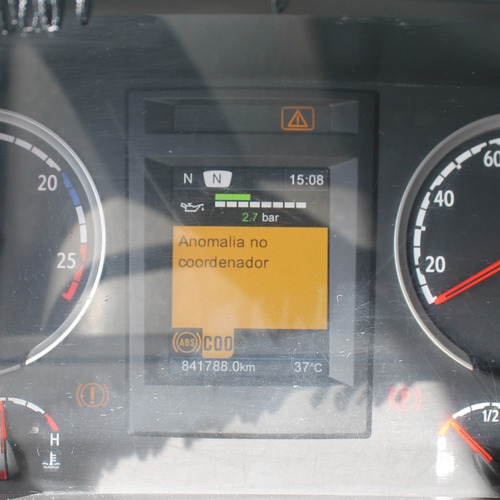 N N 15:08
2.7 bar
Anomalia no
coordenador
ABS COO
841788.0km 37°C
20
25
H
60
40
20
1/2